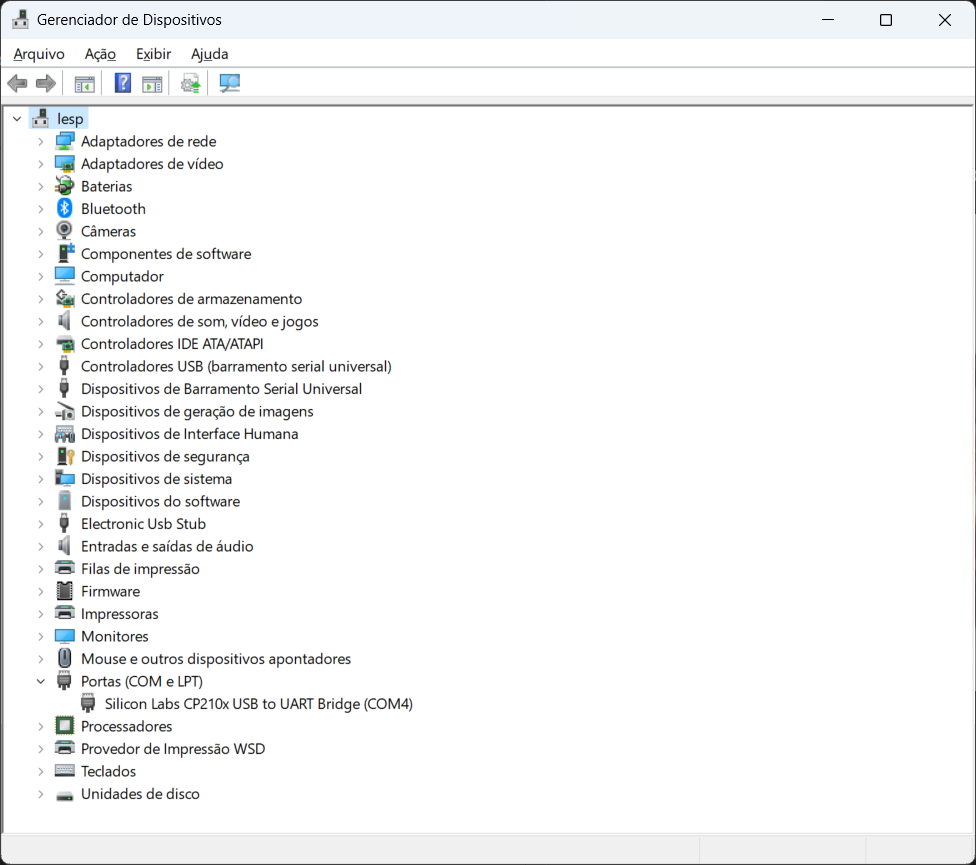 Gerenciador de Dispositivos
Arquivo Ação Exibir Ajuda
Iesp
Adaptadores de rede
Adaptadores de vídeo
Baterias
Bluetooth
Câmeras
Componentes de software
Computador
Controladores de armazenamento
Controladores de som, vídeo e jogos
Controladores IDE ATA/ATAPI
Controladores USB (barramento serial universal)
Dispositivos de Barramento Serial Universal
Dispositivos de geração de imagens
Dispositivos de Interface Humana
Dispositivos de segurança
Dispositivos de sistema
Dispositivos do software
Electronic Usb Stub
Entradas e saídas de áudio
Filas de impressão
Firmware
Impressoras
Monitores
Mouse e outros dispositivos apontadores
Portas (COM e LPT)
Silicon Labs CP210x USB to UART Bridge (COM4)
Processadores
Provedor de Impressão WSD
Teclados
Unidades de disco